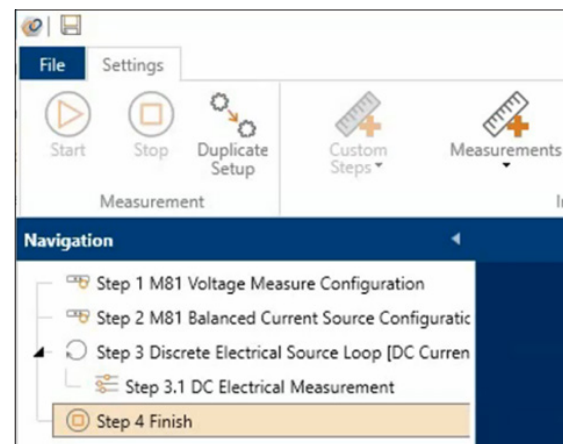 File Settings
Start Stop Duplicate Setup Custom Steps Measurements
Measurement
Navigation
Step 1 M81 Voltage Measure Configuration
Step 2 M81 Balanced Current Source Configuratic
Step 3 Discrete Electrical Source Loop [DC Curren
Step 3.1 DC Electrical Measurement
Step 4 Finish